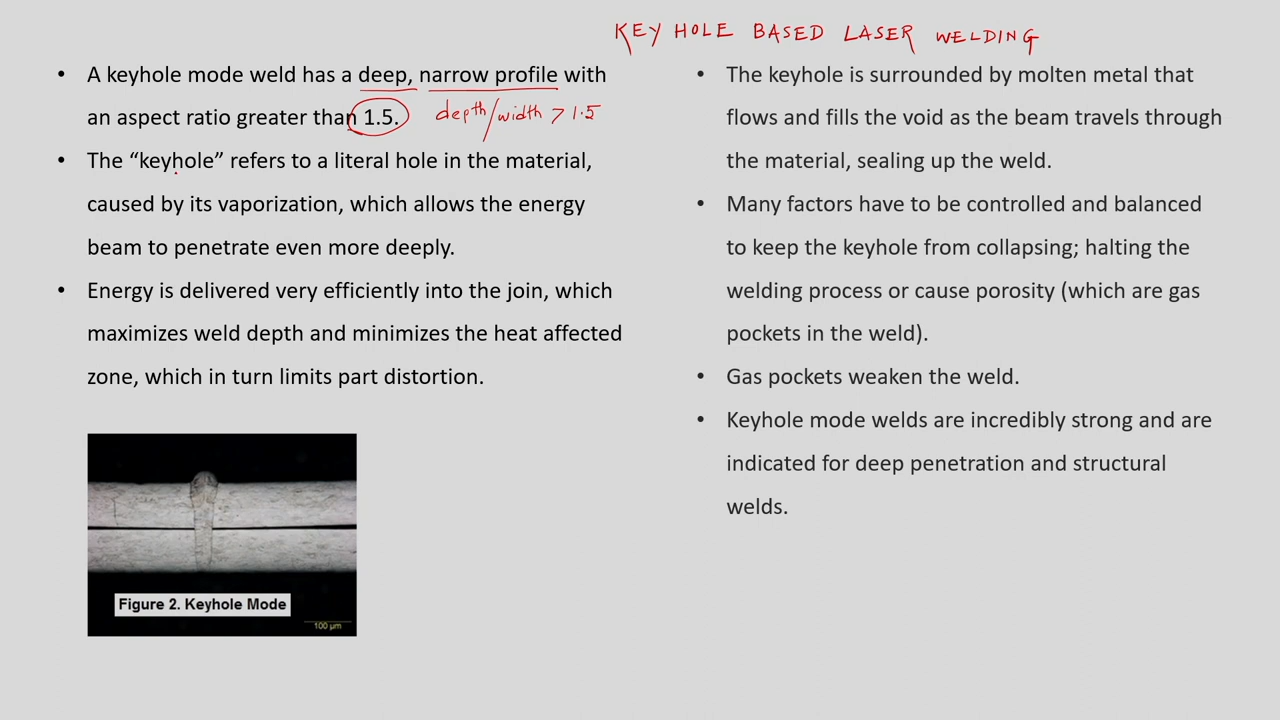 KEY HOLE BASED LASER WELDING
• A keyhole mode weld has a deep, narrow profile with
an aspect ratio greater than 1.5. depth/width > 1.5
• The “keyhole” refers to a literal hole in the material,
caused by its vaporization, which allows the energy
beam to penetrate even more deeply.
• Energy is delivered very efficiently into the join, which
maximizes weld depth and minimizes the heat affected
zone, which in turn limits part distortion.
Figure 2. Keyhole Mode
100 µm
• The keyhole is surrounded by molten metal that
flows and fills the void as the beam travels through
the material, sealing up the weld.
• Many factors have to be controlled and balanced
to keep the keyhole from collapsing; halting the
welding process or cause porosity (which are gas
pockets in the weld).
• Gas pockets weaken the weld.
• Keyhole mode welds are incredibly strong and are
indicated for deep penetration and structural
welds.